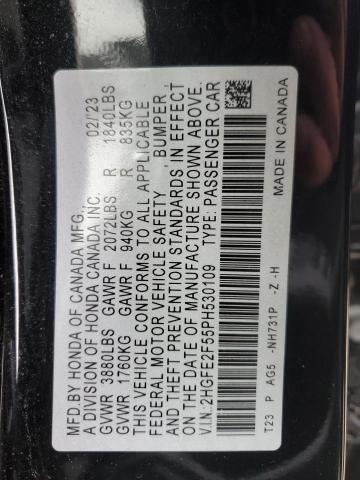 MFD.BY HONDA OF CANADA MFG.
A DIVISION OF HONDA CANADA INC. 02/'23
GVWR 3880LBS GAWR F 2072LBS R 1840LBS
GVWR 1760KG GAWR F 940KG R 835KG
THIS VEHICLE CONFORMS TO ALL APPLICABLE
FEDERAL MOTOR VEHICLE SAFETY , BUMPER ,
AND THEFT PREVENTION STANDARDS IN EFFECT
ON THE DATE OF MANUFACTURE SHOWN ABOVE.
V.I.N.:2HGFE2F55PH530109 TYPE: PASSENGER CAR
T23 P AG5 -NH731P -Z -H MADE IN CANADA